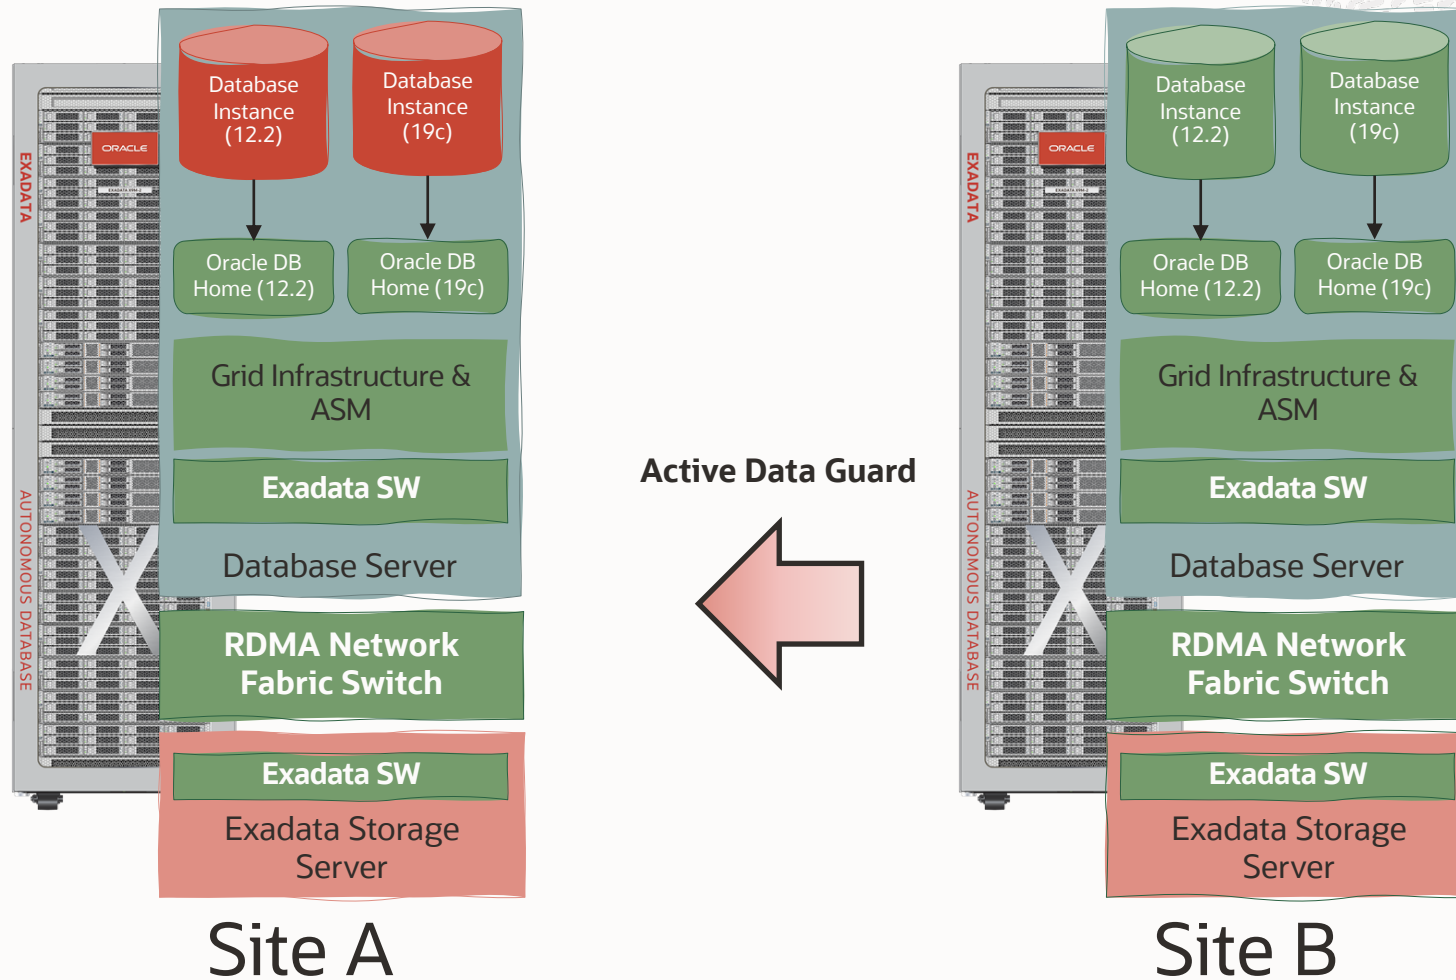 Database
Instance
(12.2)
Database
Instance
(19c)
Oracle DB
Home (12.2)
Oracle DB
Home (19c)
Grid Infrastructure &
ASM
Exadata SW
Database Server
RDMA Network
Fabric Switch
Exadata SW
Exadata Storage
Server
EXADATA
ORACLE
AUTONOMOUS DATABASE
Site A
Active Data Guard
Database
Instance
(12.2)
Database
Instance
(19c)
Oracle DB
Home (12.2)
Oracle DB
Home (19c)
Grid Infrastructure &
ASM
Exadata SW
Database Server
RDMA Network
Fabric Switch
Exadata SW
Exadata Storage
Server
EXADATA
ORACLE
AUTONOMOUS DATABASE
Site B